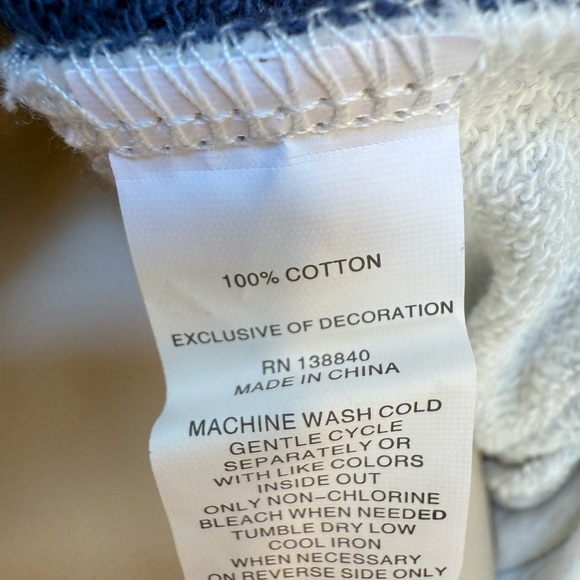 100% COTTON
EXCLUSIVE OF DECORATION
RN 138840
MADE IN CHINA
MACHINE WASH COLD
GENTLE CYCLE
SEPARATELY OR
WITH LIKE COLORS
INSIDE OUT
ONLY NON-CHLORINE
BLEACH WHEN NEEDED
TUMBLE DRY LOW
COOL IRON
WHEN NECESSARY
ON REVERSE SIDE ONLY